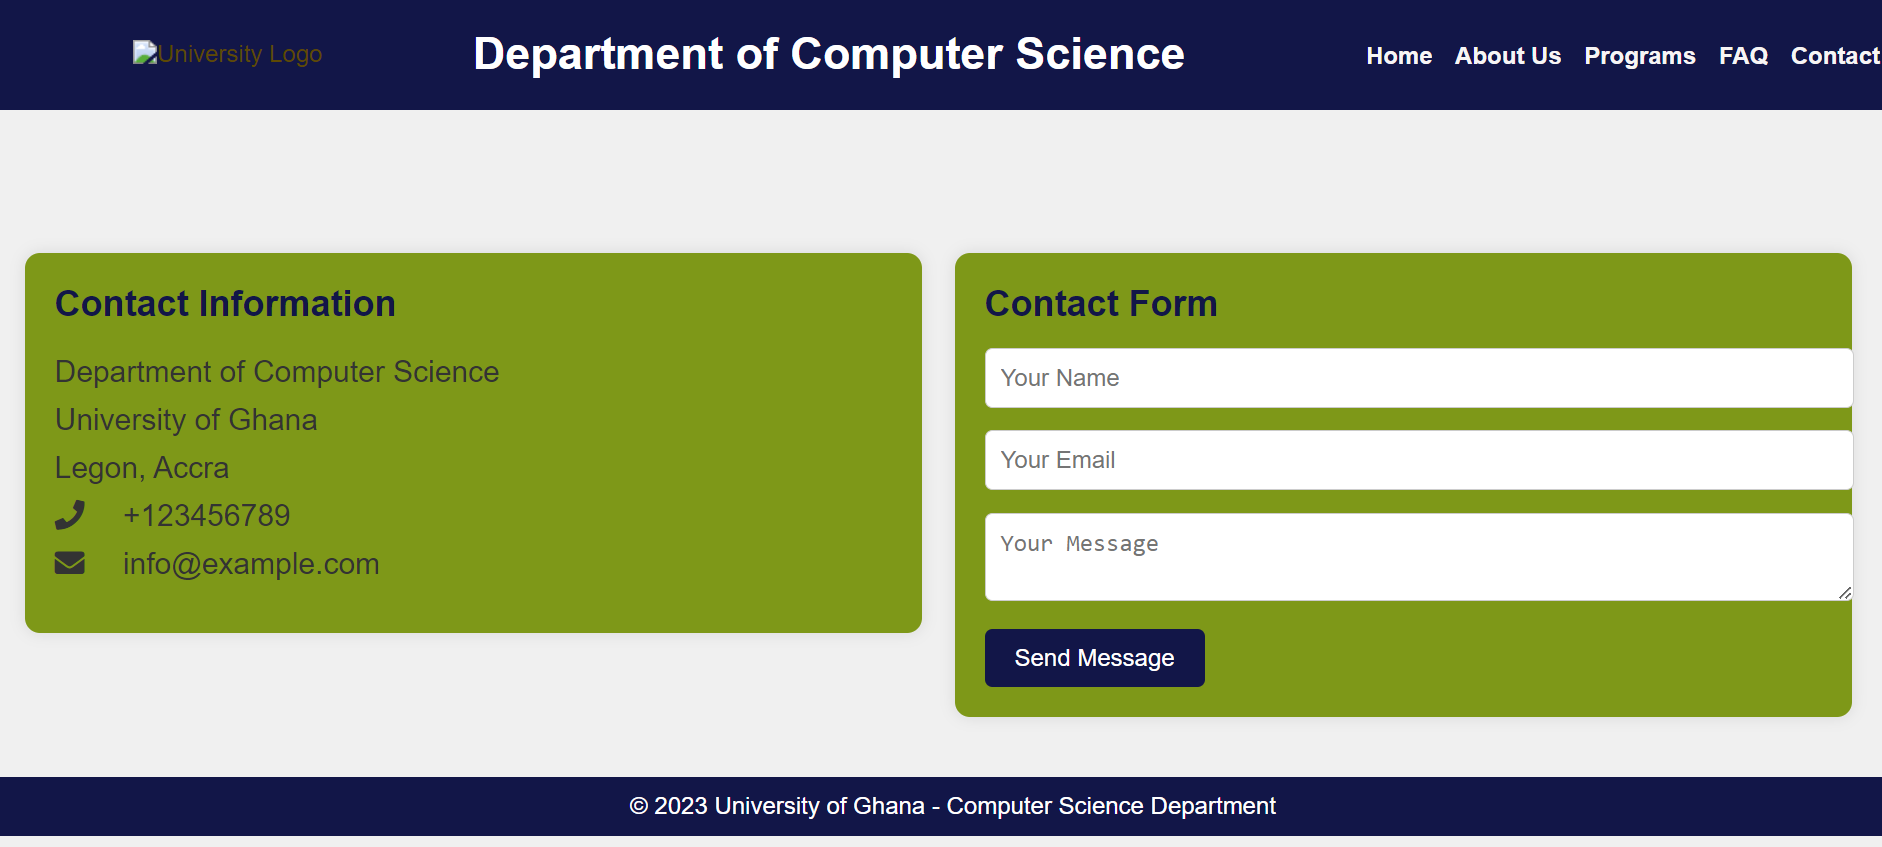 University Logo
Department of Computer Science
Home About Us Programs FAQ Contact
Contact Information
Department of Computer Science
University of Ghana
Legon, Accra
+123456789
info@example.com
Contact Form
Your Name
Your Email
Your Message
Send Message
© 2023 University of Ghana - Computer Science Department